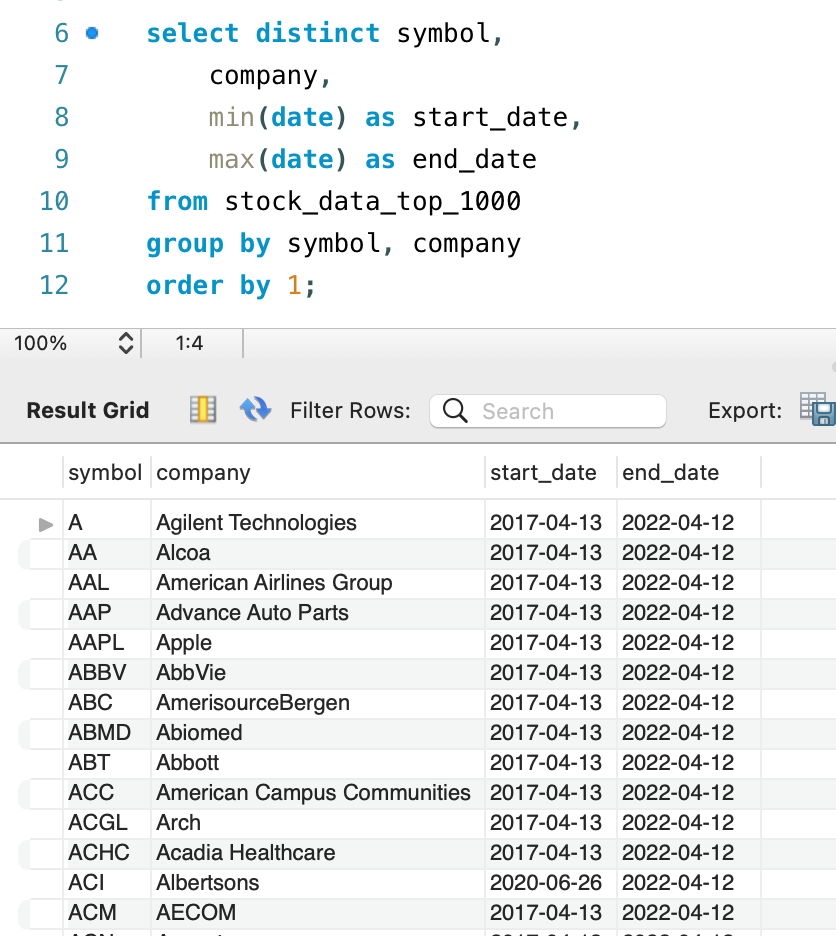 6 select distinct symbol,
7 company,
8 min(date) as start_date,
9 max(date) as end_date
10 from stock_data_top_1000
11 group by symbol, company
12 order by 1;
100% 1:4
Result Grid Filter Rows: Search Export:
symbol company start_date end_date
A Agilent Technologies 2017-04-13 2022-04-12
AA Alcoa 2017-04-13 2022-04-12
AAL American Airlines Group 2017-04-13 2022-04-12
AAP Advance Auto Parts 2017-04-13 2022-04-12
AAPL Apple 2017-04-13 2022-04-12
ABBV AbbVie 2017-04-13 2022-04-12
ABC AmerisourceBergen 2017-04-13 2022-04-12
ABMD Abiomed 2017-04-13 2022-04-12
ABT Abbott 2017-04-13 2022-04-12
ACC American Campus Communities 2017-04-13 2022-04-12
ACGL Arch 2017-04-13 2022-04-12
ACHC Acadia Healthcare 2017-04-13 2022-04-12
ACI Albertsons 2020-06-26 2022-04-12
ACM AECOM 2017-04-13 2022-04-12